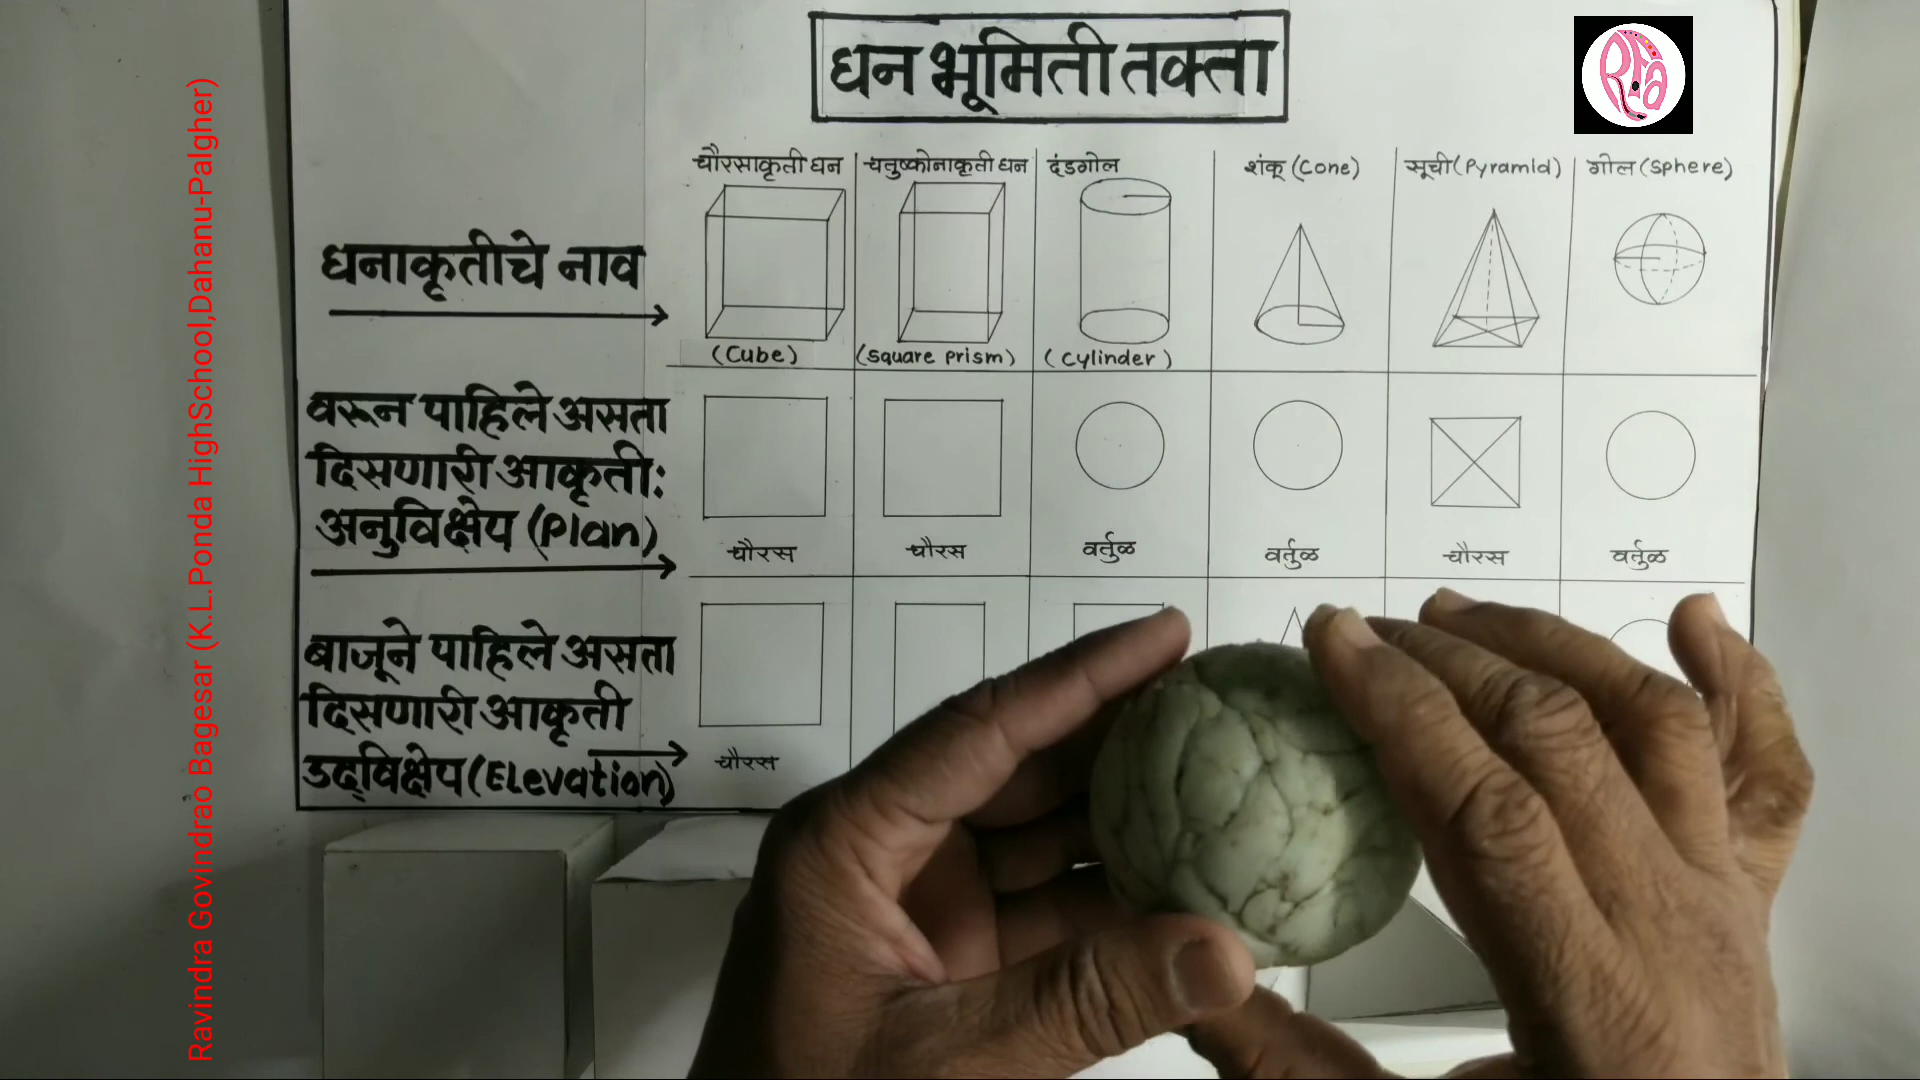 धन भूमिती तक्ता
Rfa
Ravindra Govindrao Bagesar (K.L.Ponda HighSchool,Dahanu-Palgher)
चौरसाकृती धन
चतुष्कोनाकृती धन
दंडगोल
शंकू (Cone)
सूची (Pyramid)
गोल (Sphere)
धनाकृतीचे नाव
(Cube)
(Square Prism)
(Cylinder)
वरून पाहिले असता
दिसणारी आकृती:
अनुविक्षेप (Plan)
चौरस
चौरस
वर्तुळ
वर्तुळ
चौरस
वर्तुळ
बाजूने पाहिले असता
दिसणारी आकृती
उद्‌विक्षेप (Elevation)
चौरस